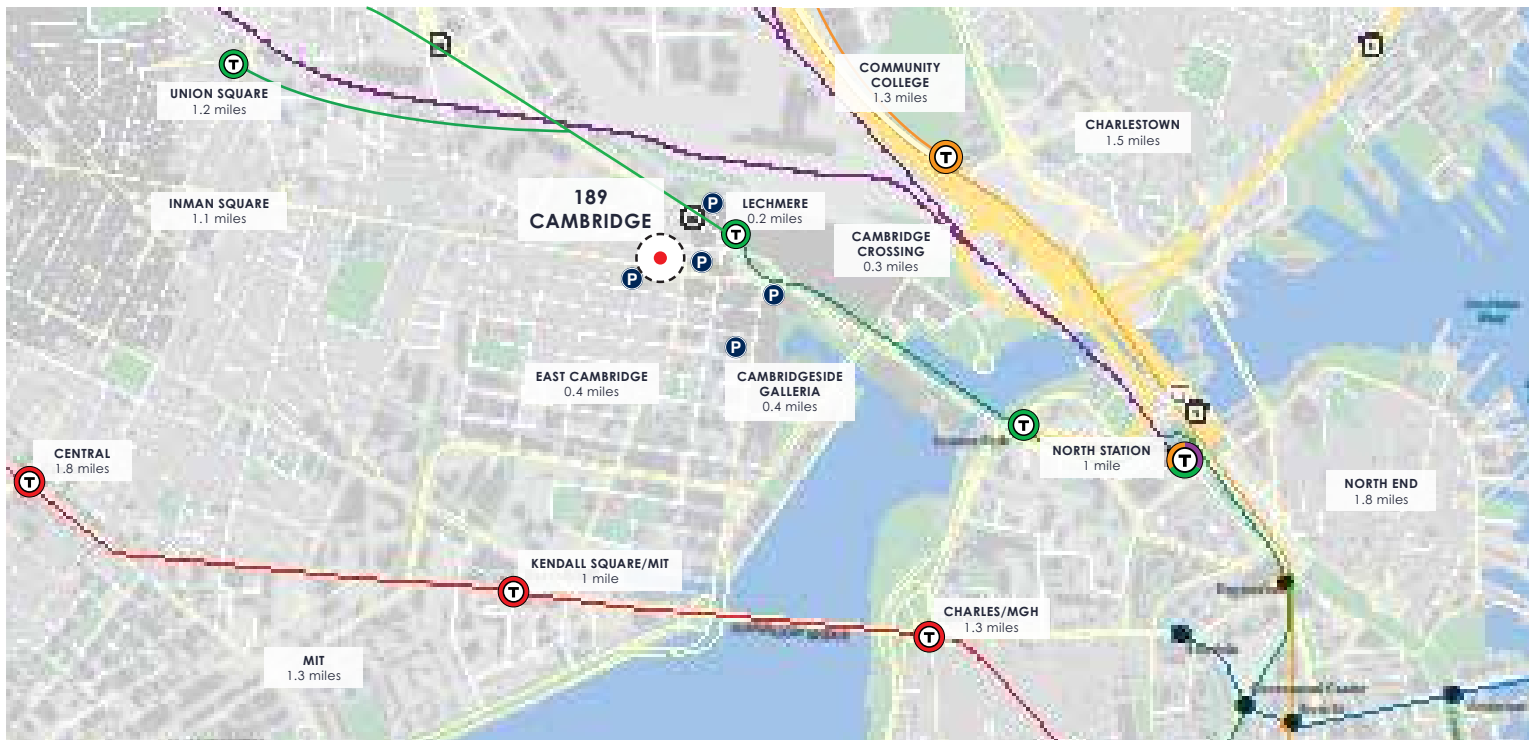 COMMUNITY
COLLEGE
1.3 miles
UNION SQUARE
1.2 miles
CHARLESTOWN
1.5 miles
T
T
INMAN SQUARE
1.1 miles
189
CAMBRIDGE
P
LECHMERE
0.2 miles
T
CAMBRIDGE
CROSSING
0.3 miles
P
P
P
P
EAST CAMBRIDGE
0.4 miles
CAMBRIDGESIDE
GALLERIA
0.4 miles
T
CENTRAL
1.8 miles
T
NORTH STATION
1 mile
T
NORTH END
1.8 miles
KENDALL SQUARE/MIT
1 mile
T
CHARLES/MGH
1.3 miles
T
MIT
1.3 miles